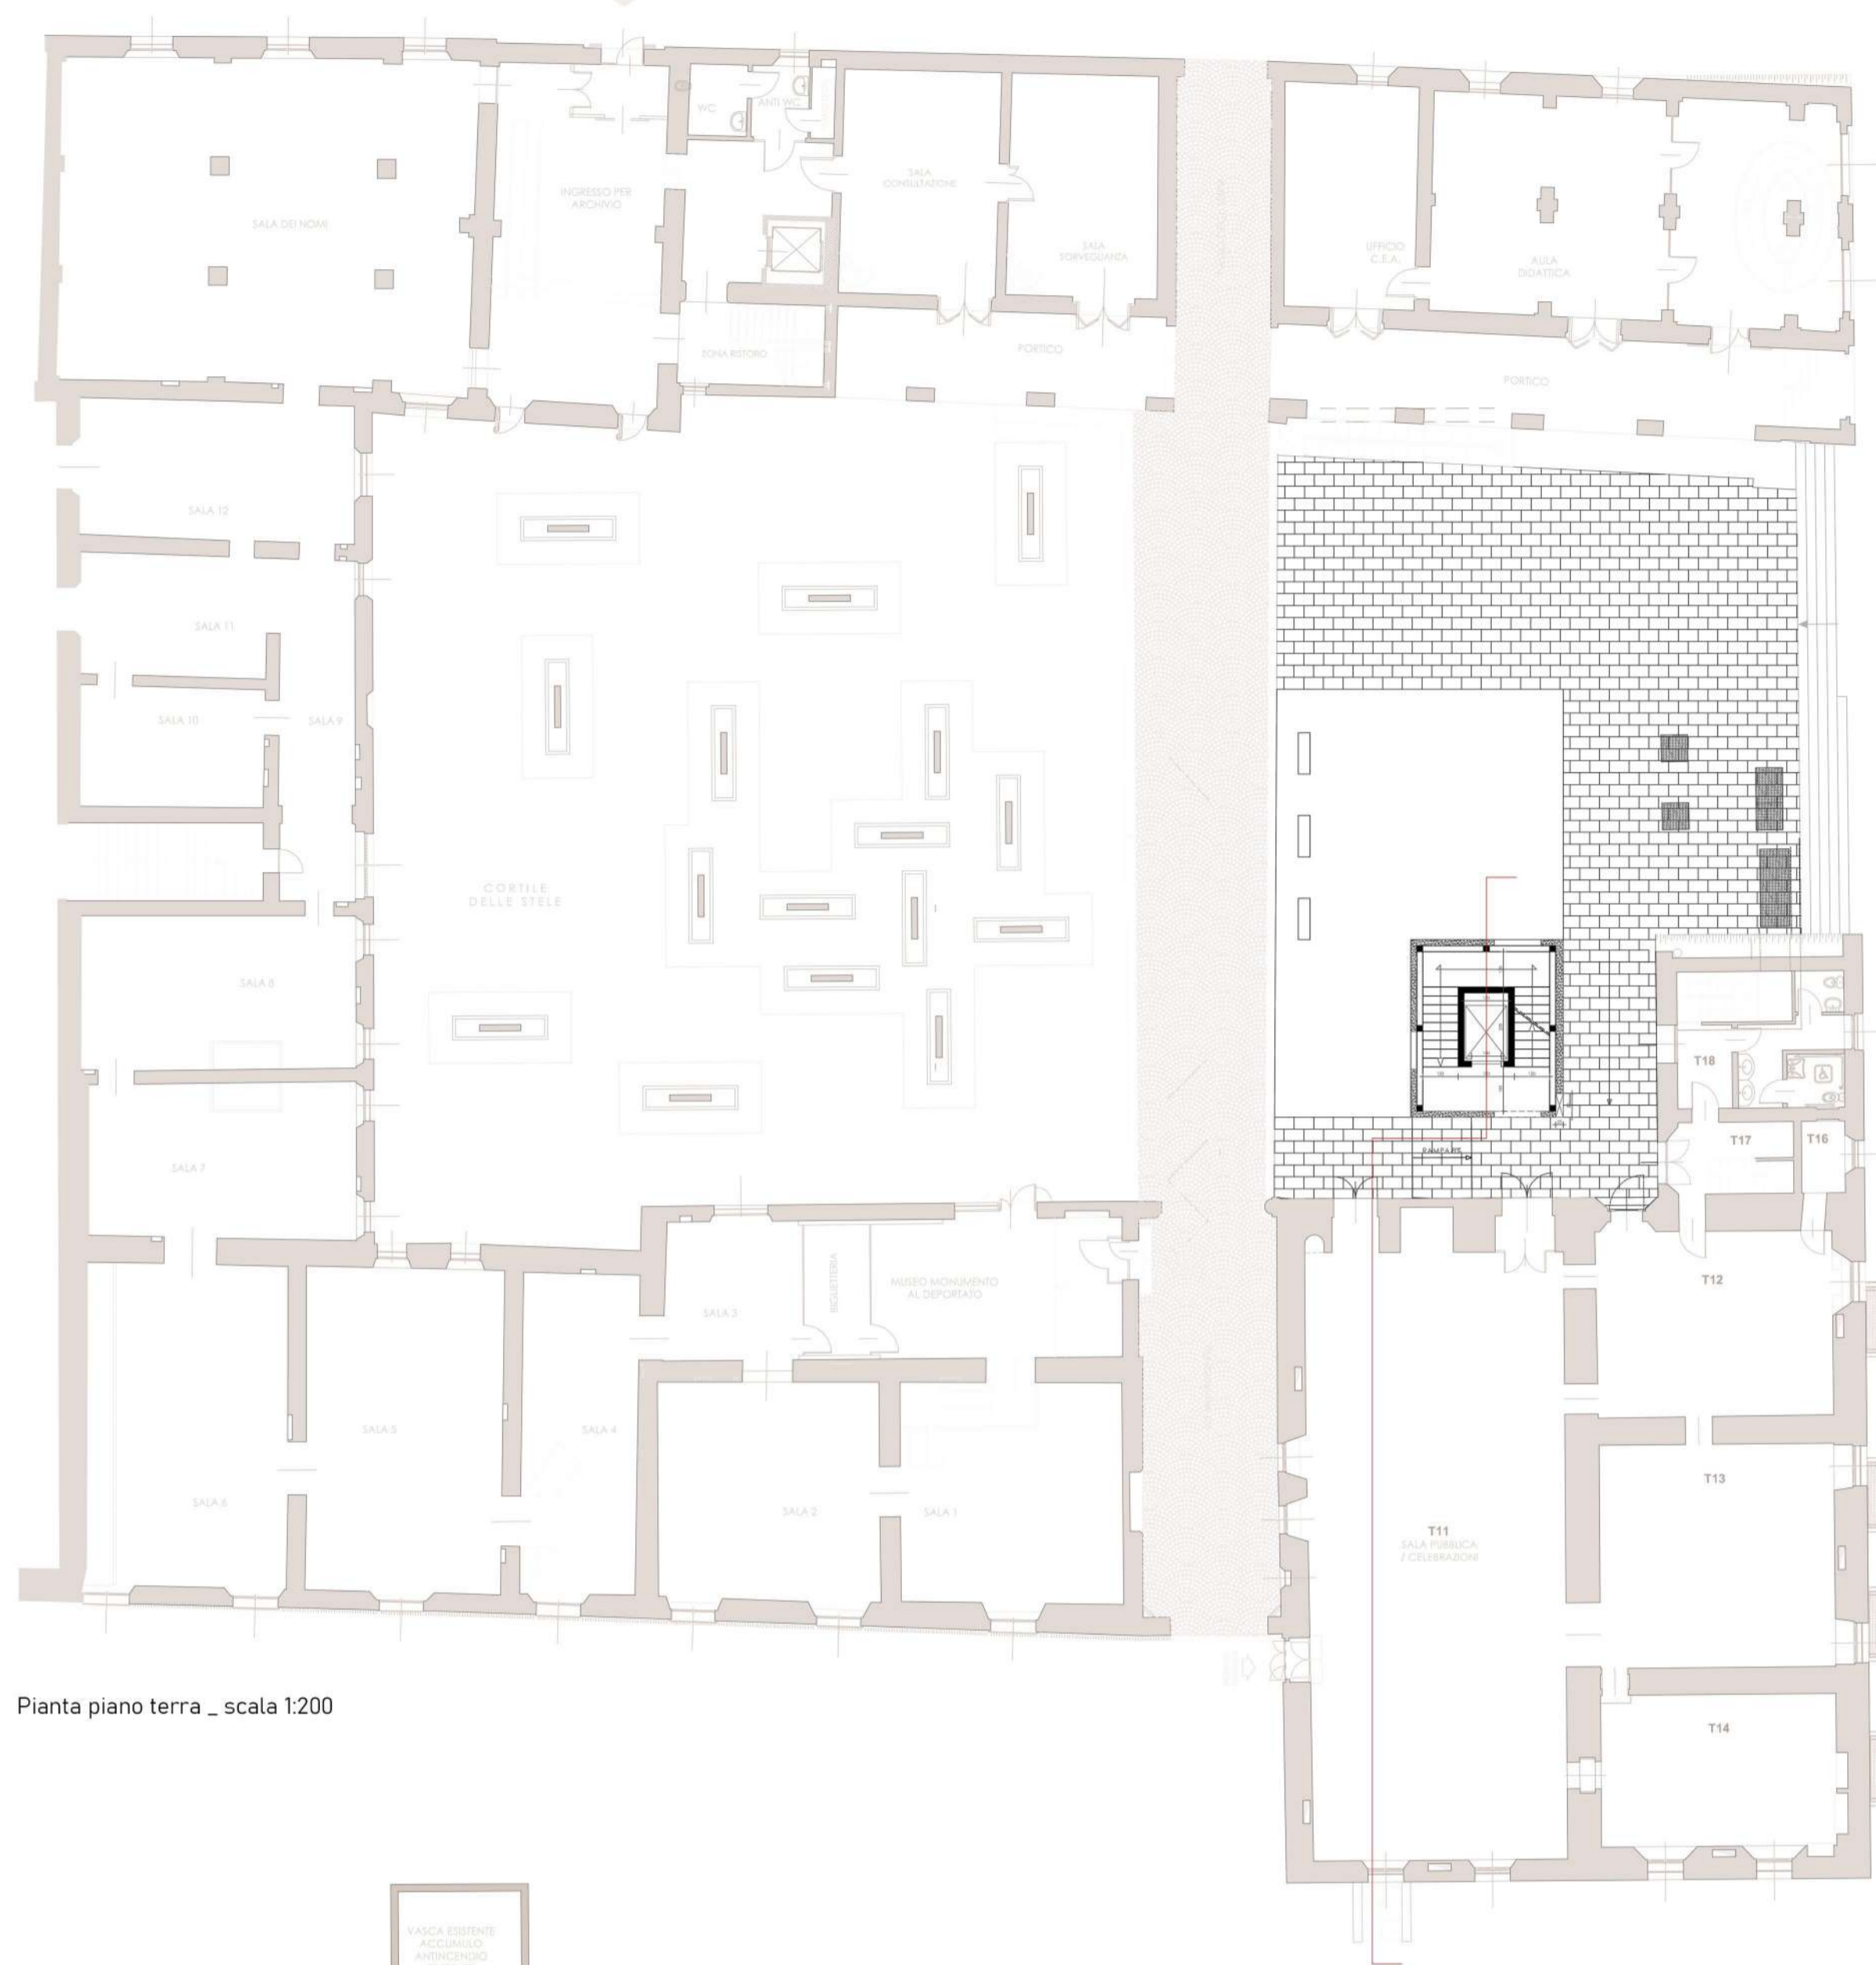 WC
ANTI WC
SALA DEI NOMI
INGRESSO PER
ARCHIVIO
SALA
CONSULTAZIONE
SALA
SORVEGLIANZA
UFFICIO
C.E.A.
AULA
DIDATTICA
ZONA RISTORO
PORTICO
PORTICO
SALA 12
SALA 11
SALA 10
SALA 9
CORTILE
DELLE STELE
SALA 8
SALA 7
T18
T17
T16
SALA 3
BIGLIETTERIA
MUSEO MONUMENTO
AL DEPORTATO
T12
SALA 6
SALA 5
SALA 4
SALA 2
SALA 1
T13
T11
SALA PUBBLICA
/ CELEBRAZIONI
Pianta piano terra _ scala 1:200
T14
VASCA ESISTENTE
ACCUMULO
ANTINCENDIO